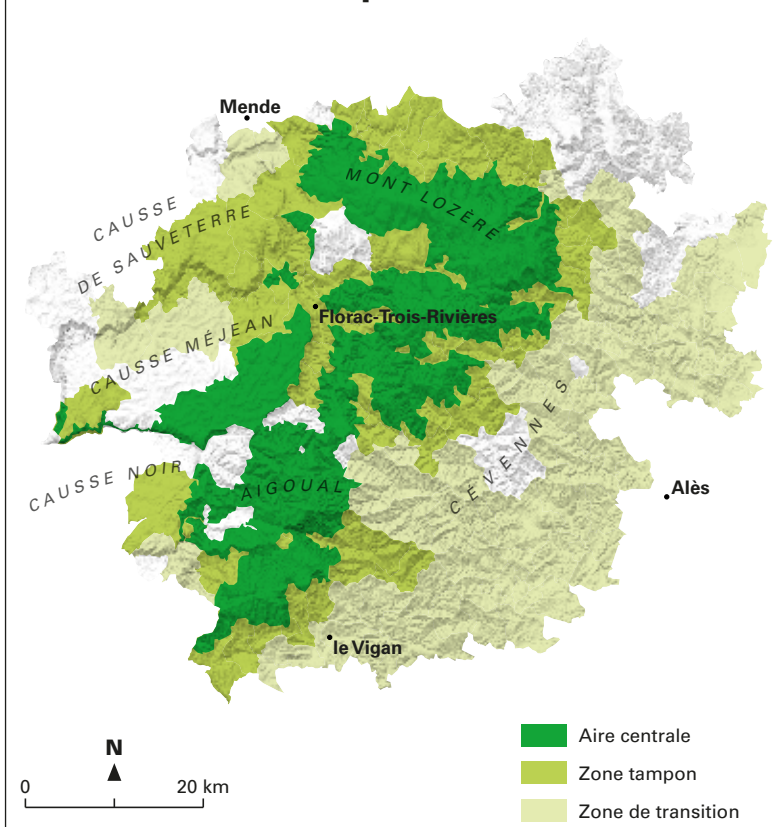 Mende
MONT LOZÈRE
CAUSSE
DE SAUVETERRE
Florac-Trois-Rivières
CAUSSE MÉJEAN
CÉVENNES
CAUSSE NOIR
AIGOUAL
Alès
le Vigan
N
0 20 km
Aire centrale
Zone tampon
Zone de transition